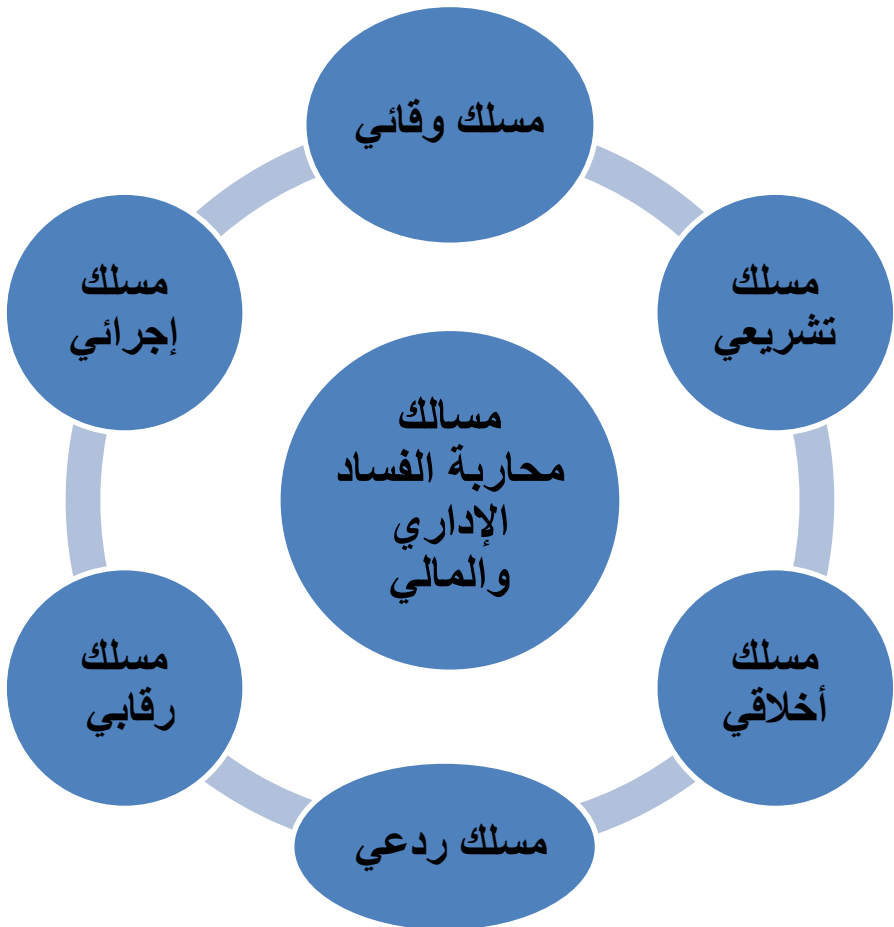 مسلك وقائي
مسلك
تشريعي
مسلك
إجرائي
مسالك
محاربة الفساد
الإداري
والمالي
مسلك
أخلاقي
مسلك
رقابي
مسلك ردعي